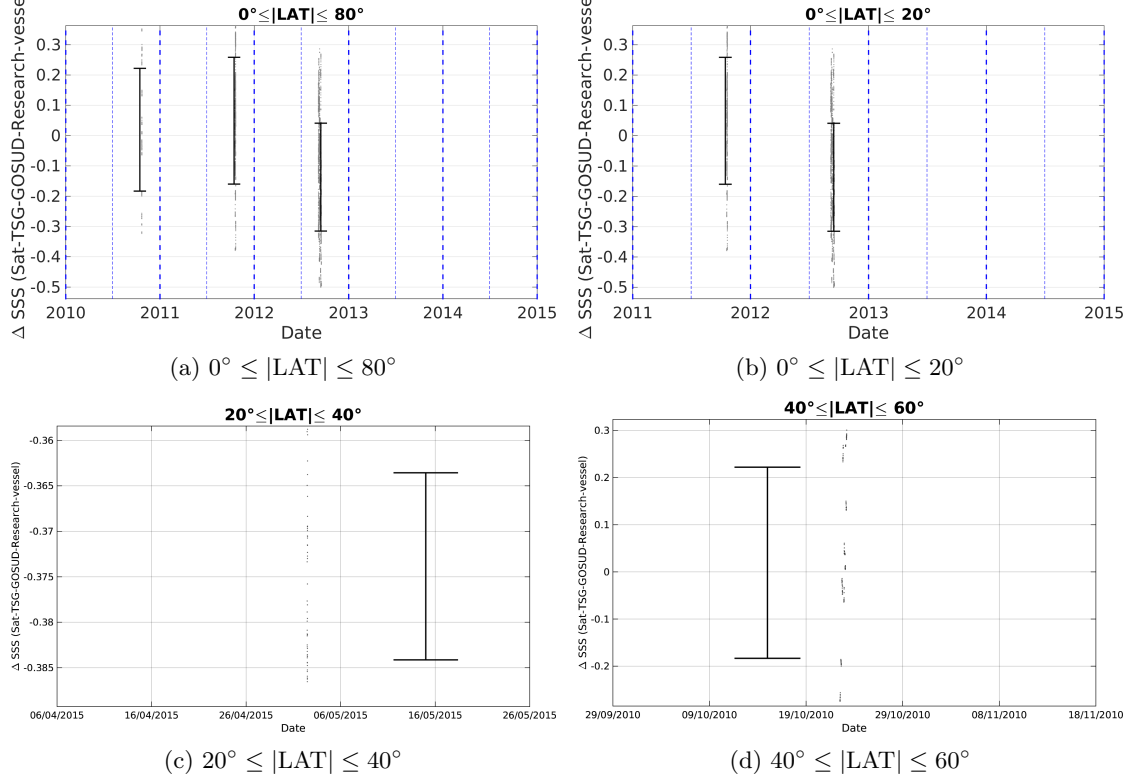 0°≤|LAT|≤ 80°
Δ SSS (Sat-TSG-GOSUD-Research-vessel)
0.3
0.2
0.1
0
-0.1
-0.2
-0.3
-0.4
-0.5
2010 2011 2012 2013 2014 2015
Date
(a) 0° ≤ |LAT| ≤ 80°
0°≤|LAT|≤ 20°
Δ SSS (Sat-TSG-GOSUD-Research-vessel)
0.3
0.2
0.1
0
-0.1
-0.2
-0.3
-0.4
-0.5
2011 2012 2013 2014 2015
Date
(b) 0° ≤ |LAT| ≤ 20°
20°≤|LAT|≤ 40°
Δ SSS (Sat-TSG-GOSUD-Research-vessel)
-0.36
-0.365
-0.37
-0.375
-0.38
-0.385
06/04/2015 16/04/2015 26/04/2015 06/05/2015 16/05/2015 26/05/2015
Date
(c) 20° ≤ |LAT| ≤ 40°
40°≤|LAT|≤ 60°
Δ SSS (Sat-TSG-GOSUD-Research-vessel)
0.3
0.2
0.1
0
-0.1
-0.2
29/09/2010 09/10/2010 19/10/2010 29/10/2010 08/11/2010 18/11/2010
Date
(d) 40° ≤ |LAT| ≤ 60°